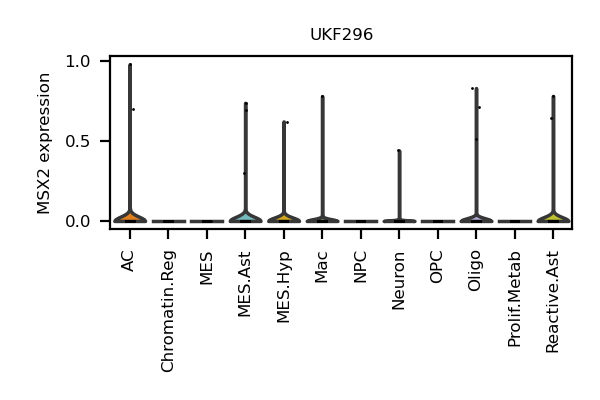 UKF296
MSX2 expression
1.0
0.5
0.0
AC
Chromatin.Reg
MES
MES.Ast
MES.Hyp
Mac
NPC
Neuron
OPC
Oligo
Prolif.Metab
Reactive.Ast